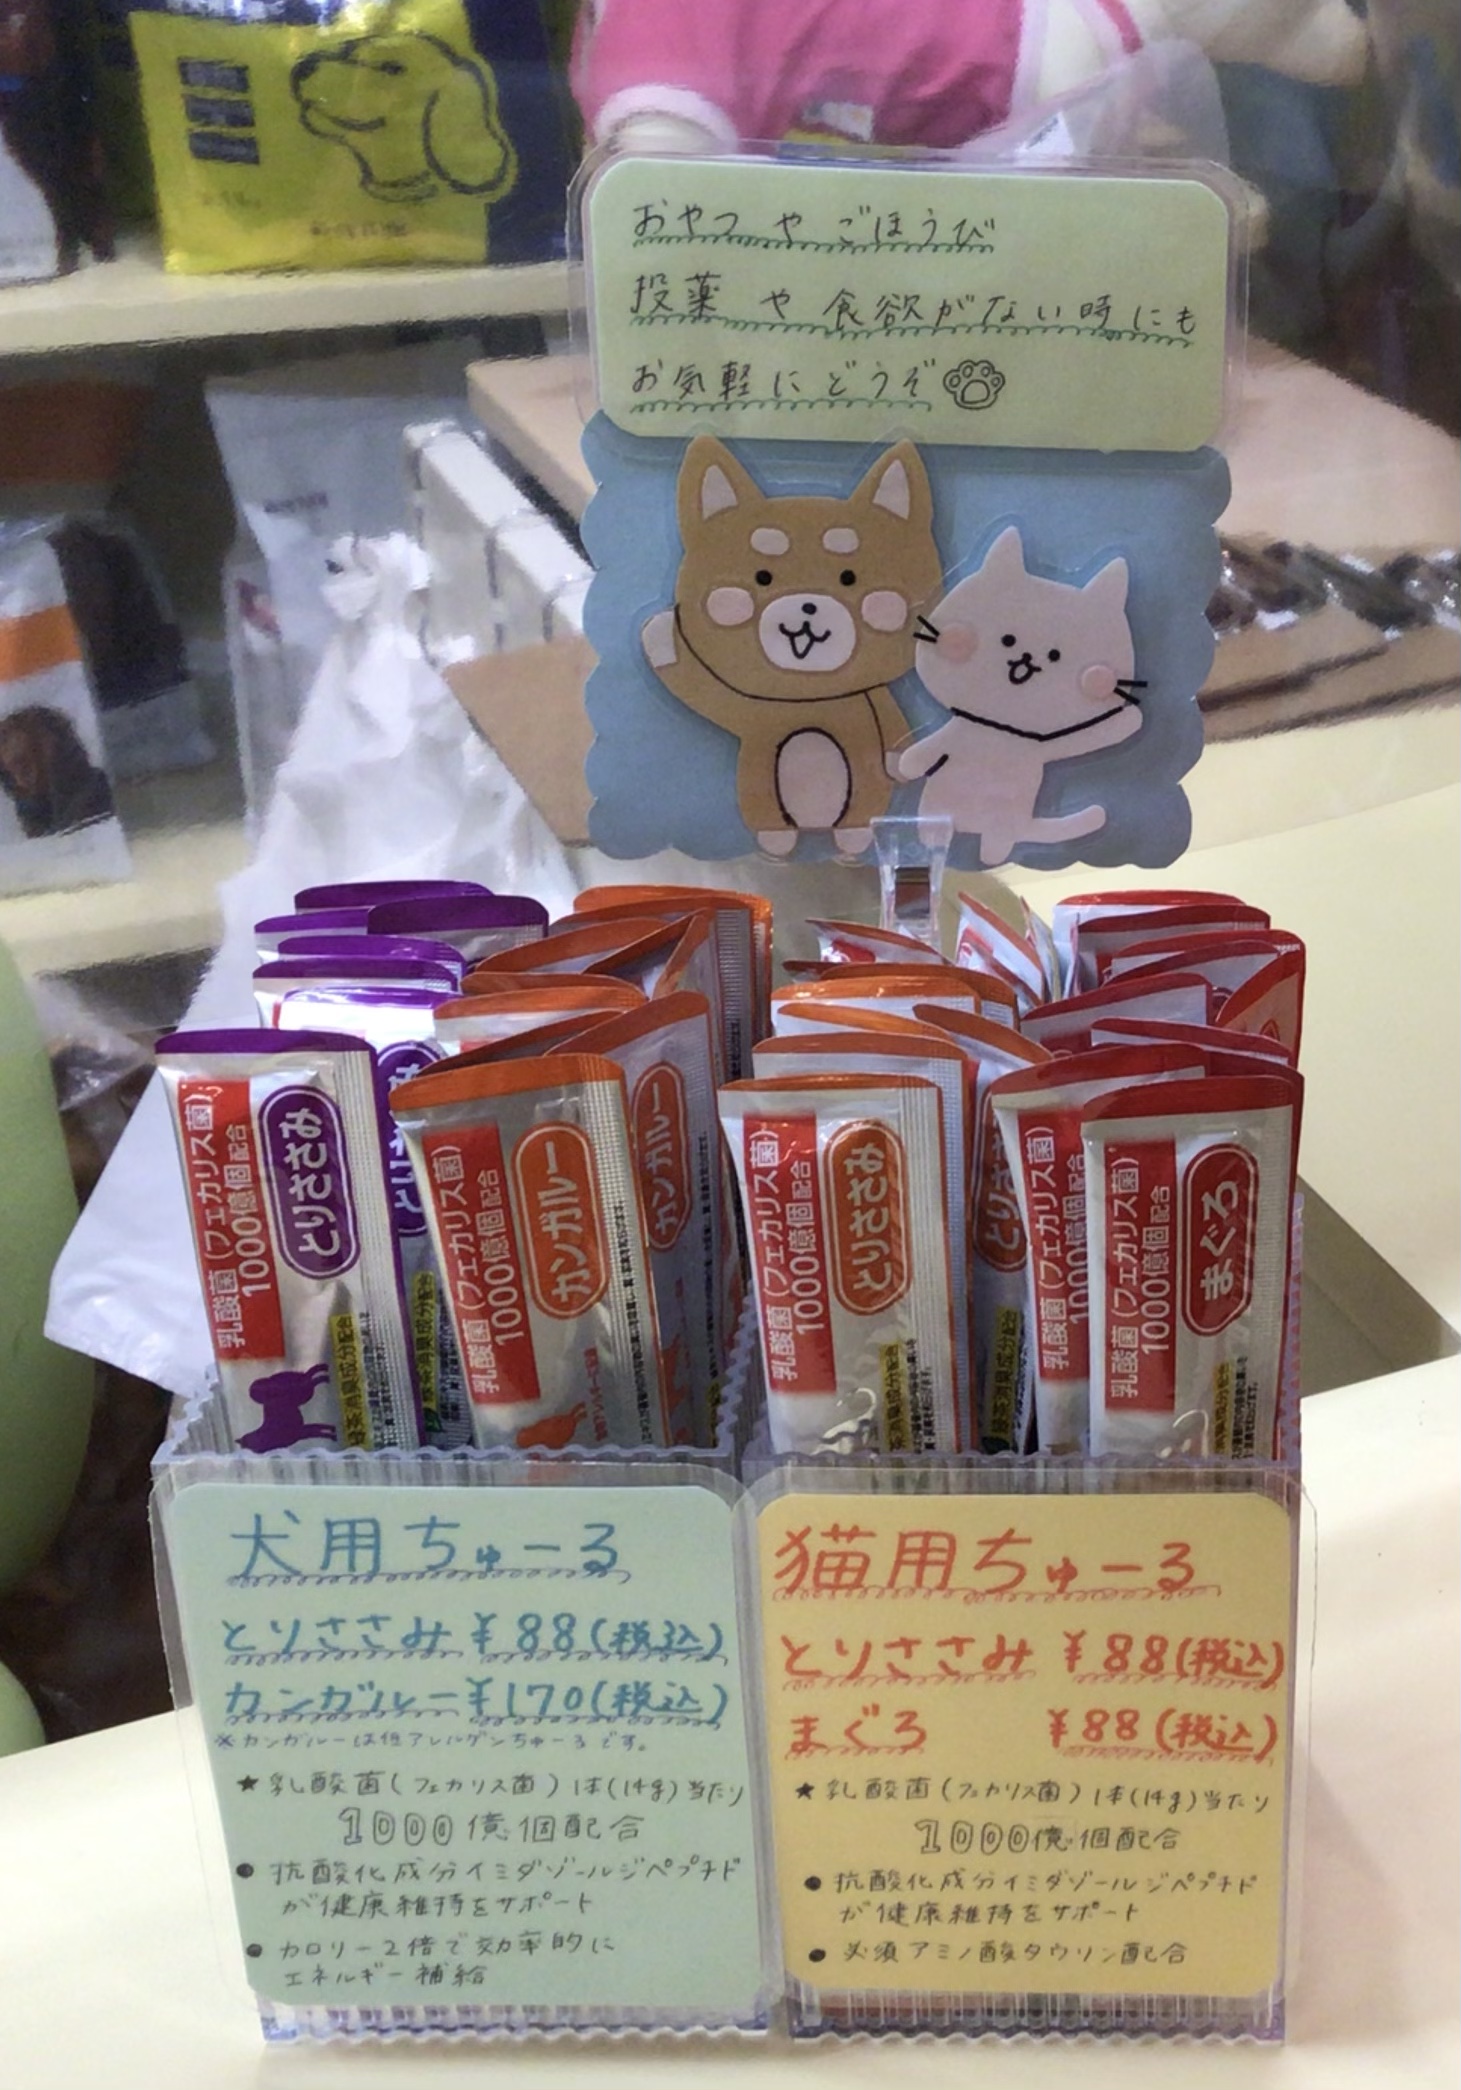 おやつ や ごほうび
投薬 や 食欲がない時 にも
お気軽にどうぞ
乳酸菌(フェカリス菌)
1000億個配合
とりささみ
乳酸菌(フェカリス菌)
1000億個配合
カンガルー
カンガルー
乳酸菌(フェカリス菌)
1000億個配合
とりささみ
乳酸菌(フェカリス菌)
乳酸菌(フェカリス菌)
1000億個配合
まぐろ
犬用ちゅーる
とりささみ ¥88(税込)
カンガルー ¥170(税込)
※カンガルーは低アレルゲンちゅーるです。
★乳酸菌(フェカリス菌) 1本(14g)当たり
1000億個配合
●抗酸化成分イミダゾールジペプチド
が健康維持をサポート
●カロリー2倍で効率的に
エネルギー補給
猫用ちゅーる
とりささみ ¥88(税込)
まぐろ ¥88(税込)
★乳酸菌(フェカリス菌) 1本(14g)当たり
1000億個配合
●抗酸化成分イミダゾールジペプチド
が健康維持をサポート
●必須アミノ酸タウリン配合